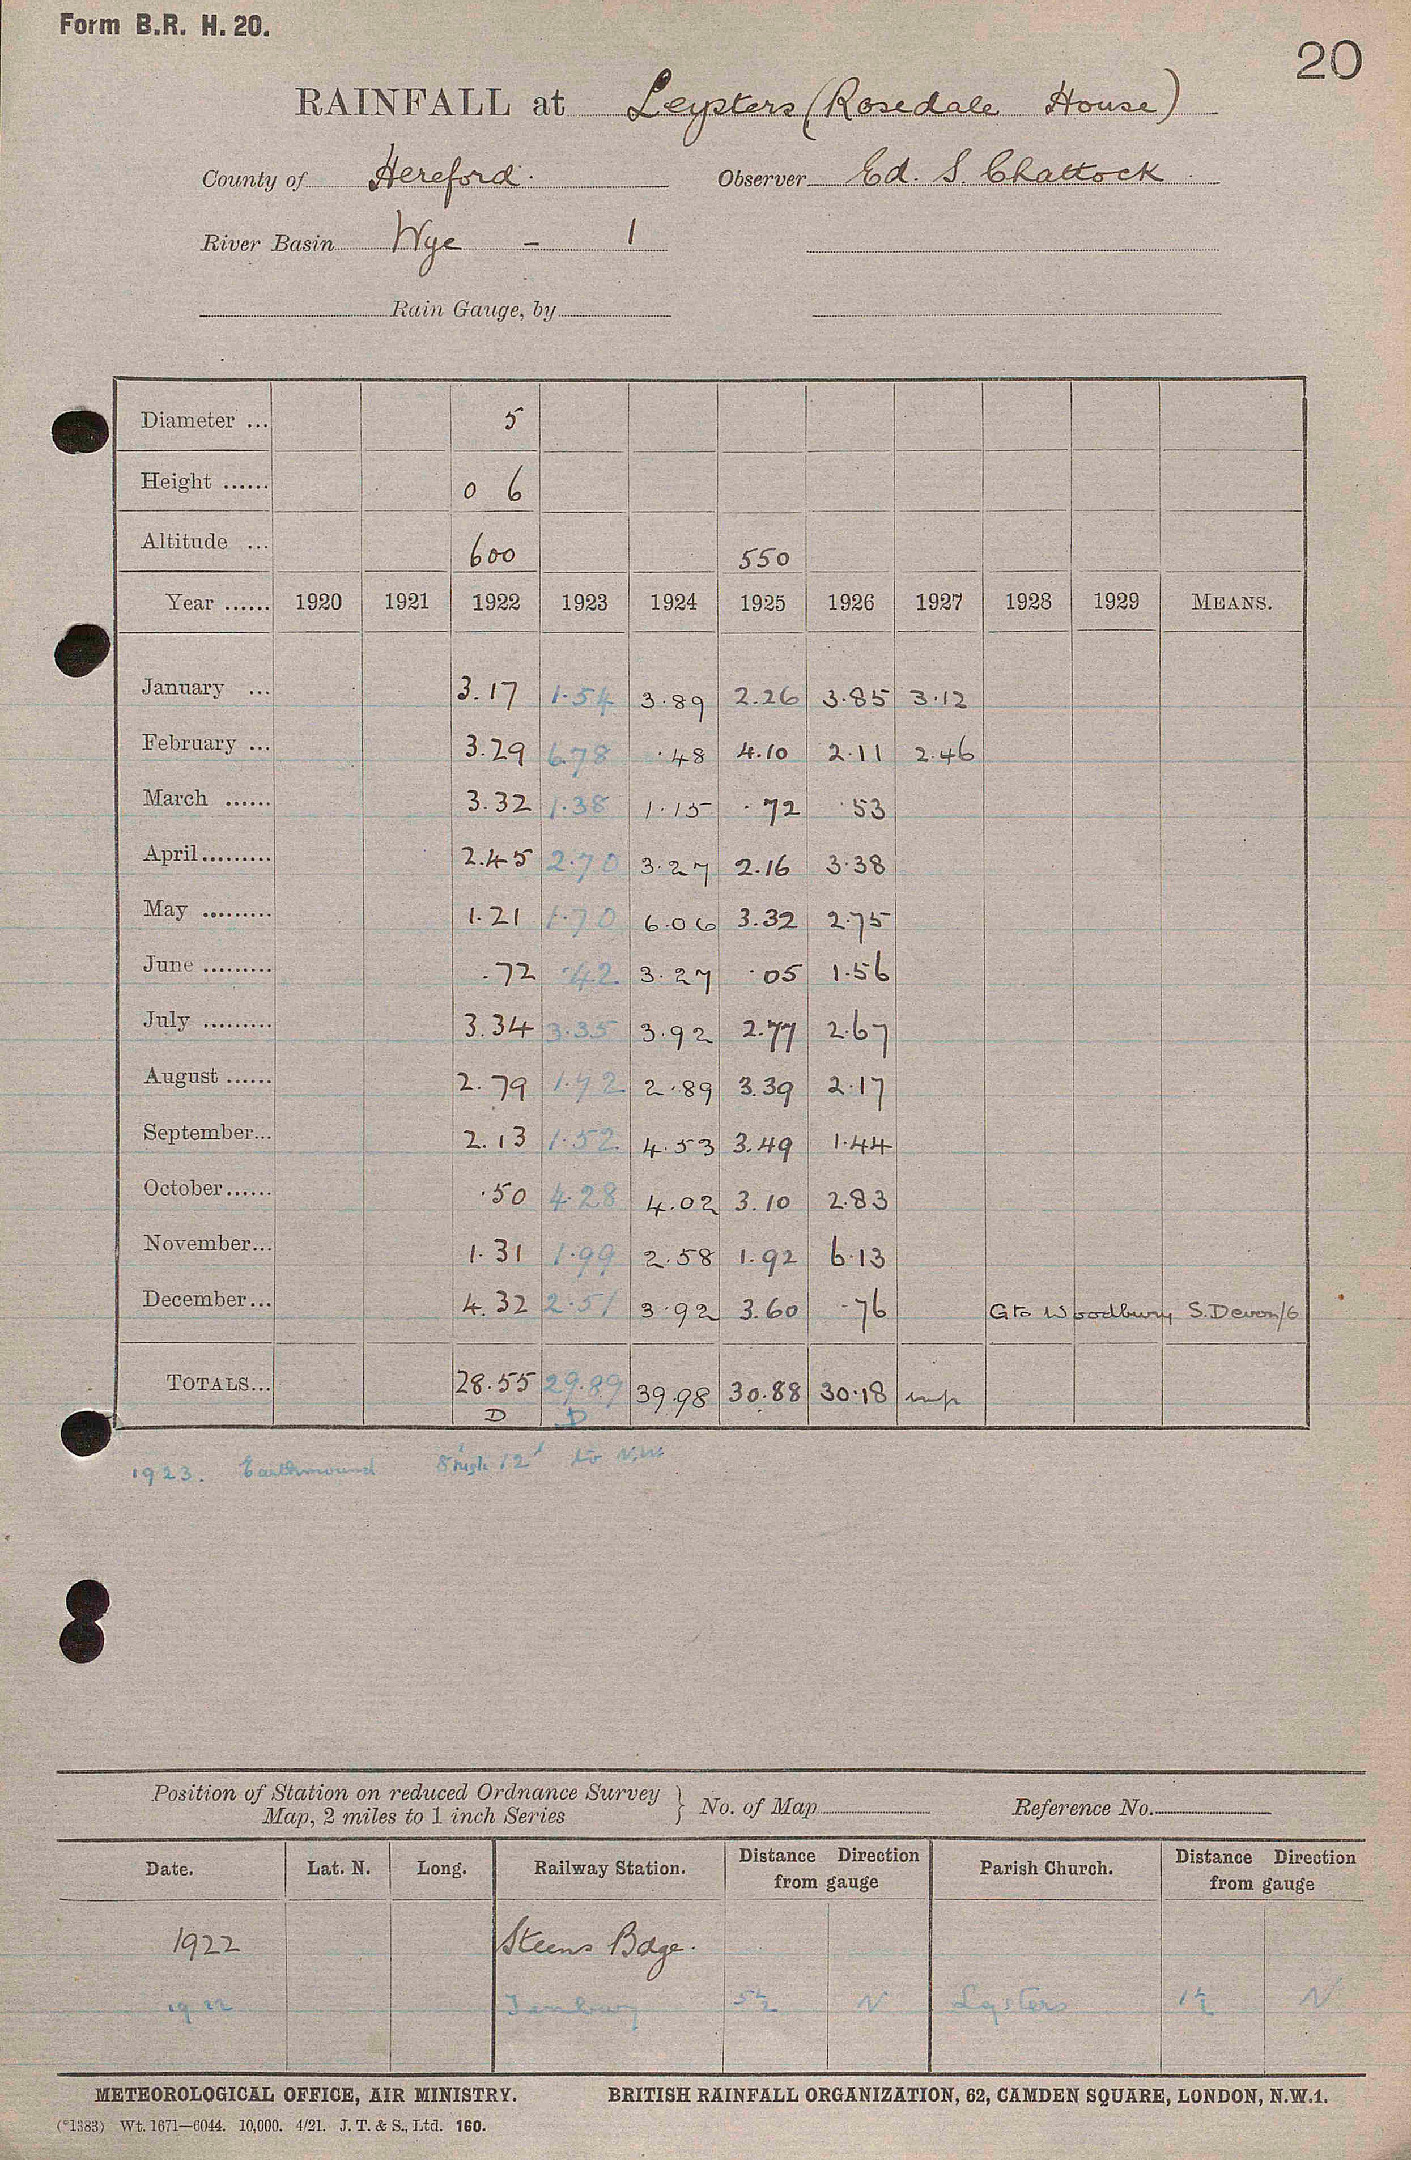 Form B.R. H. 20.
20
RAINFALL at Leysters (Rosedale House)
County of Hereford. Observer Ed. S. Chattock
River Basin Wye - 1
Rain Gauge, by
Diameter ... 5
Height ...... 0 6
Altitude ... 600 550
Year ...... 1920 1921 1922 1923 1924 1925 1926 1927 1928 1929 MEANS.
January ... 3.17 1.54 3.89 2.26 3.85 3.12
February ... 3.29 6.78 .48 4.10 2.11 2.46
March ...... 3.32 1.38 1.15 .72 .53
April......... 2.45 2.70 3.27 2.16 3.38
May ......... 1.21 1.70 6.06 3.32 2.75
June ......... .72 .42 3.27 .05 1.56
July ......... 3.34 3.35 3.92 2.77 2.67
August ...... 2.79 2.89 3.39 2.17
September... 2.13 1.52 4.53 3.49 1.44
October...... .50 4.28 4.02 3.10 2.83
November... 1.31 1.99 2.58 1.92 6.13
December... 4.32 2.51 3.92 3.60 .76 G to Woodbury S. Devon/6
TOTALS... 28.55 29.89 39.98 30.88 30.18 imp
D D
1923. Earthmound 5' high 12' to N.W.
Position of Station on reduced Ordnance Survey
Map, 2 miles to 1 inch Series } No. of Map Reference No.
Date. Lat. N. Long. Railway Station. Distance Direction from gauge Parish Church. Distance Direction from gauge
1922 Steens Bdge.
1922 Tenbury 5½ N Leysters 1½ N
METEOROLOGICAL OFFICE, AIR MINISTRY. BRITISH RAINFALL ORGANIZATION, 62, CAMDEN SQUARE, LONDON, N.W.1.
(*1383) Wt. 1671—6044. 10,000. 4/21. J. T. & S., Ltd. 160.